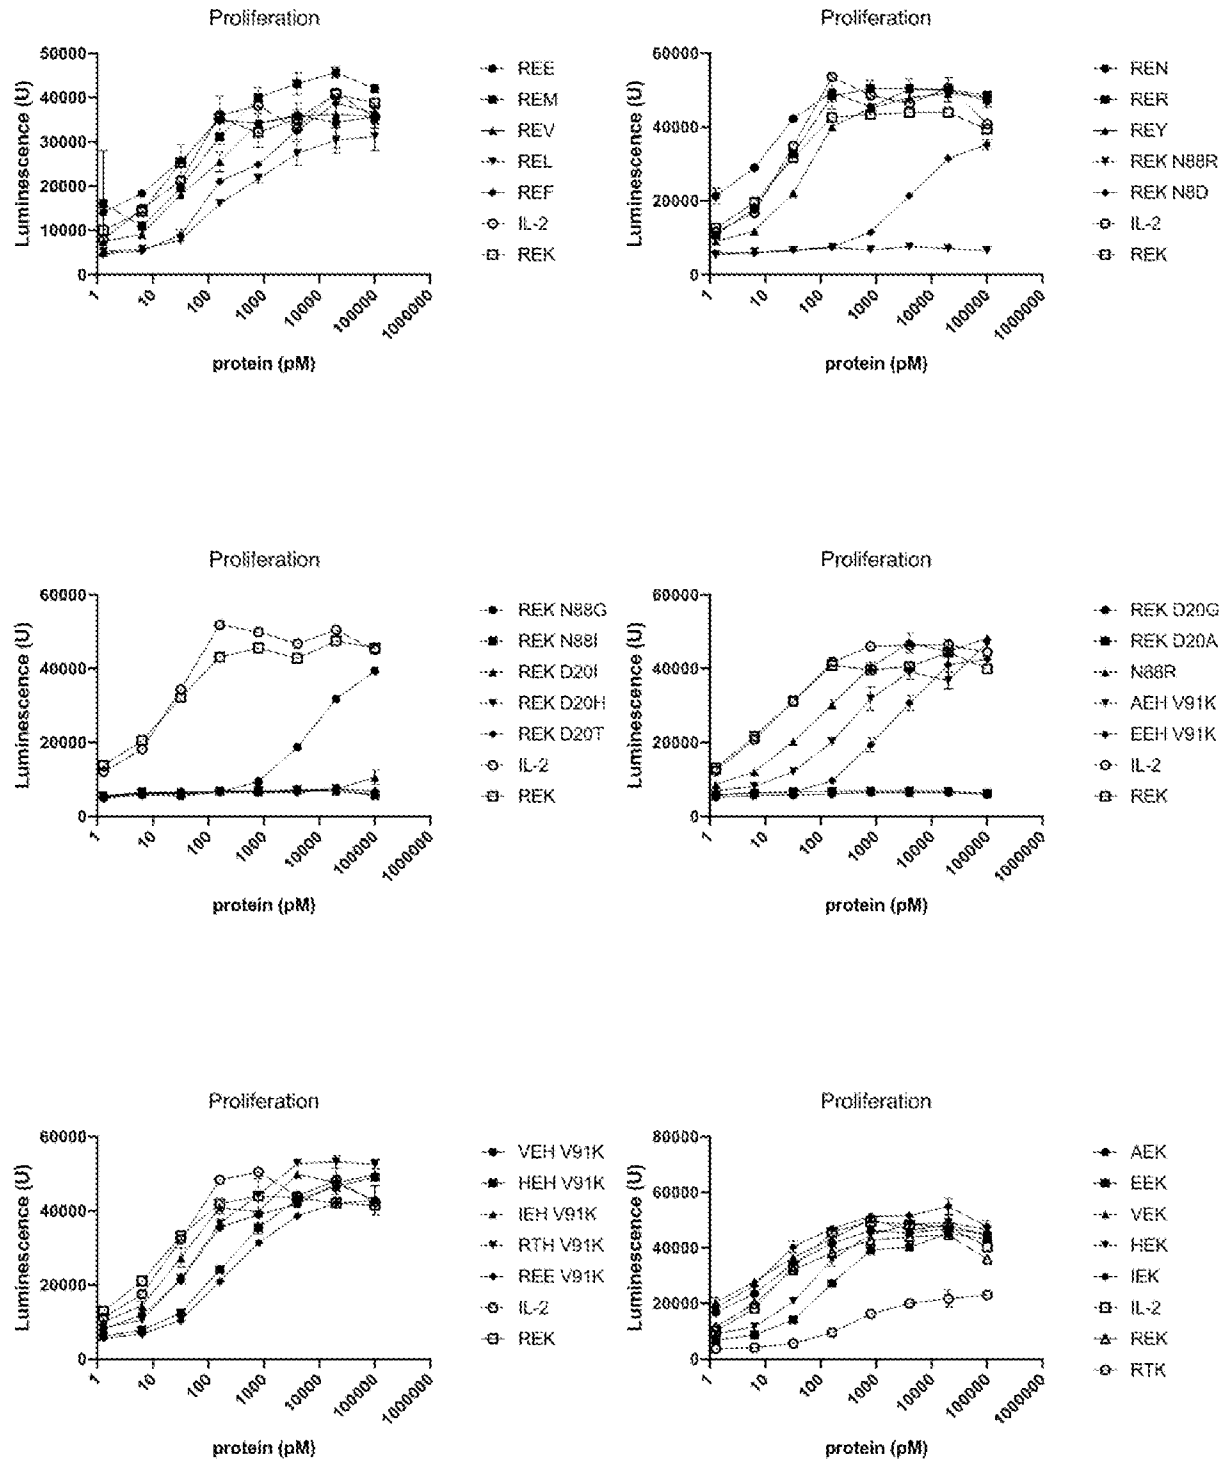 Proliferation
50000
40000
30000
20000
10000
0
Luminescence (U)
1
10
100
1000
10000
100000
1000000
protein (pM)
REE
REM
REV
REL
REF
IL-2
REK
Proliferation
60000
40000
20000
0
Luminescence (U)
1
10
100
1000
10000
100000
1000000
protein (pM)
REN
RER
REY
REK N88R
REK N8D
IL-2
REK
Proliferation
60000
40000
20000
0
Luminescence (U)
1
10
100
1000
10000
100000
1000000
protein (pM)
REK N88G
REK N88I
REK D20I
REK D20H
REK D20T
IL-2
REK
Proliferation
60000
40000
20000
0
Luminescence (U)
1
10
100
1000
10000
100000
1000000
protein (pM)
REK D20G
REK D20A
N88R
AEH V91K
EEH V91K
IL-2
REK
Proliferation
60000
40000
20000
0
Luminescence (U)
1
10
100
1000
10000
100000
1000000
protein (pM)
VEH V91K
HEH V91K
IEH V91K
RTH V91K
REE V91K
IL-2
REK
Proliferation
80000
60000
40000
20000
0
Luminescence (U)
1
10
100
1000
10000
100000
1000000
protein (pM)
AEK
EEK
VEK
HEK
IEK
IL-2
REK
RTK